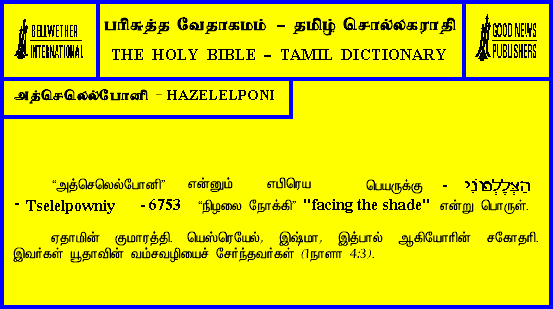 BELLWETHER
INTERNATIONAL
பரிசுத்த வேதாகமம் – தமிழ் சொல்லகராதி
THE HOLY BIBLE – TAMIL DICTIONARY
GOOD NEWS
PUBLISHERS
அத்செலெல்போனி – HAZELELPONI
“அத்செலெல்போனி” என்னும் எபிரெய பெயருக்கு - הַצְלֶלְפּוֹנִי
- Tselelpowniy - 6753 “நிழலை நோக்கி” "facing the shade" என்று பொருள்.
ஏதாமின் குமாரத்தி. யெஸ்ரெயேல், இஷ்மா, இத்பால் ஆகியோரின் சகோதரி.
இவர்கள் யூதாவின் வம்சவழியைச் சேர்ந்தவர்கள் (1நாளா 4:3).